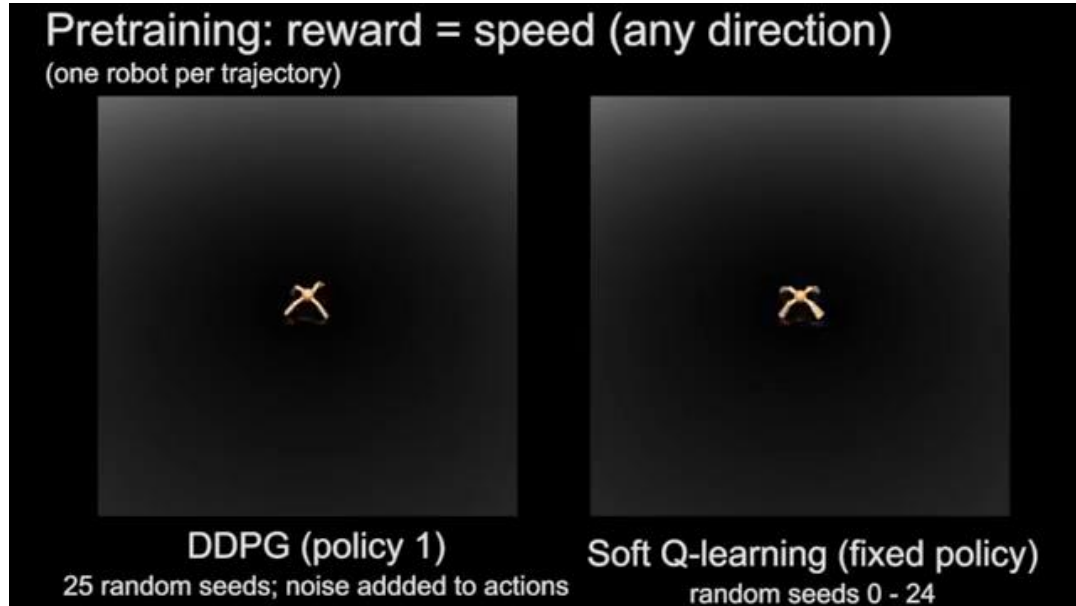 Pretraining: reward = speed (any direction)
(one robot per trajectory)
DDPG (policy 1)
25 random seeds; noise addded to actions
Soft Q-learning (fixed policy)
random seeds 0 - 24